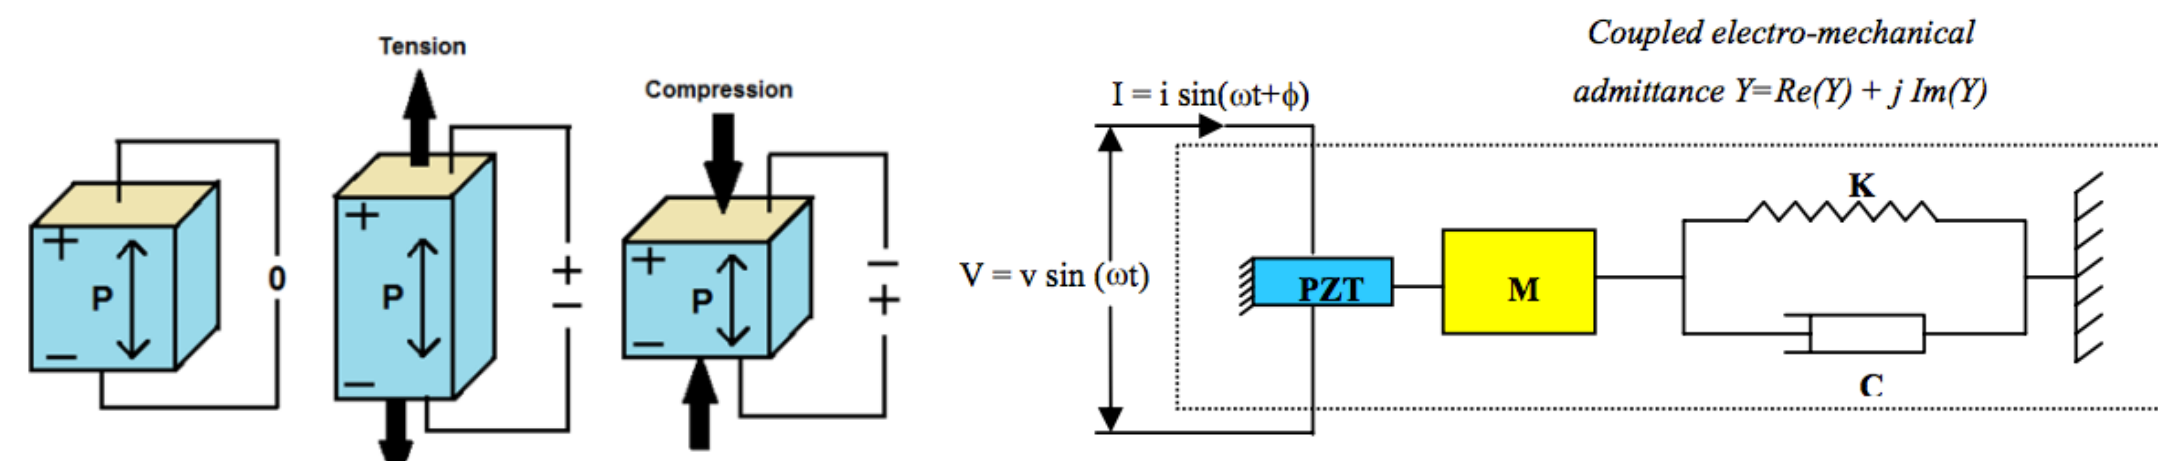 Tension
Compression
+
P
−
0
+
P
−
+
−
+
P
−
−
+
Coupled electro-mechanical
admittance Y=Re(Y) + j Im(Y)
I = i sin(ωt+ϕ)
V = v sin (ωt)
PZT
M
K
C